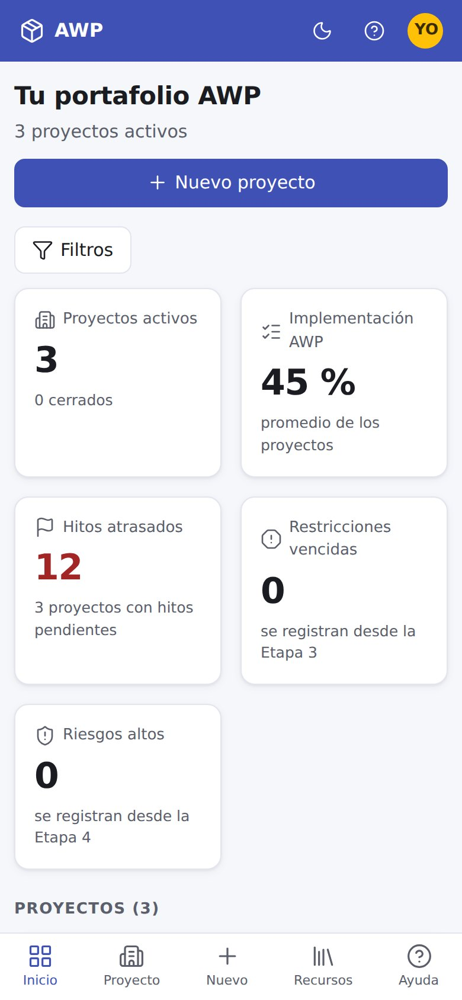 AWP
YO
Tu portafolio AWP
3 proyectos activos
Nuevo proyecto
Filtros
Proyectos activos
3
0 cerrados
Implementación
AWP
45 %
promedio de los
proyectos
Hitos atrasados
12
3 proyectos con hitos
pendientes
Restricciones
vencidas
0
se registran desde la
Etapa 3
Riesgos altos
0
se registran desde la
Etapa 4
PROYECTOS (3)
Inicio
Proyecto
Nuevo
Recursos
Ayuda